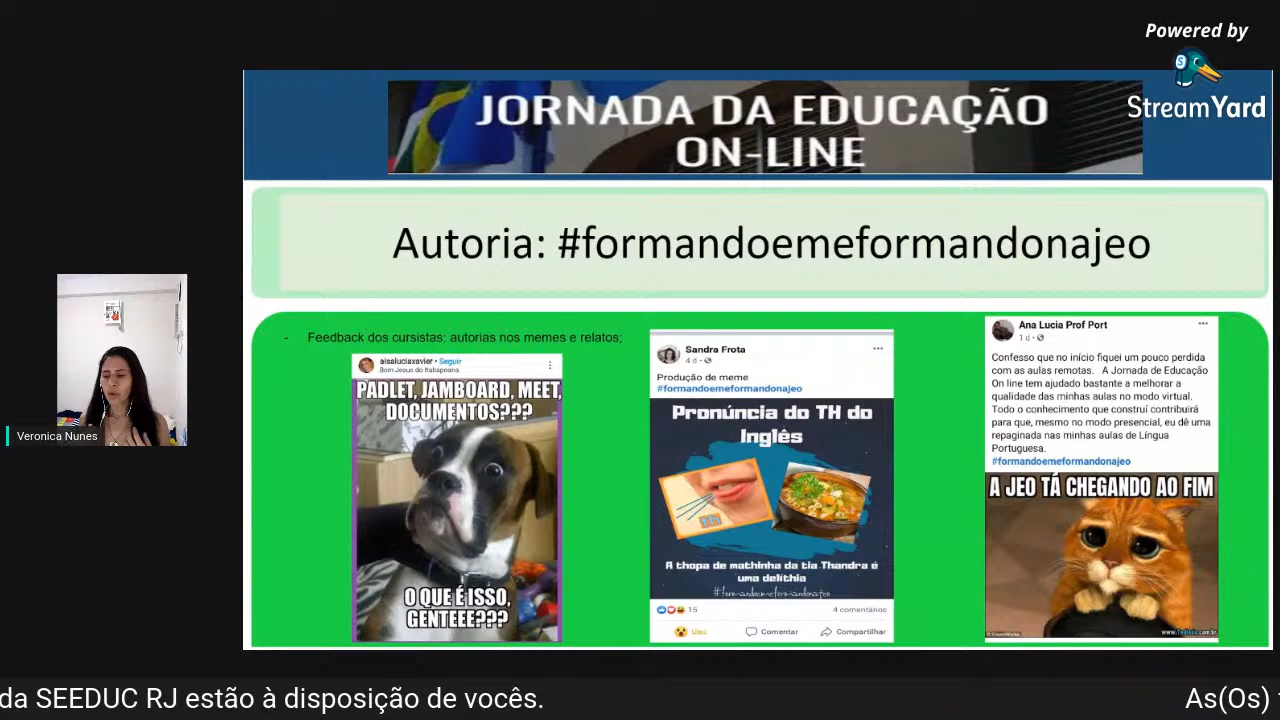 Powered by
StreamYard
JORNADA DA EDUCAÇÃO
ON-LINE
Autoria: #formandoemeformandonajeo
- Feedback dos cursistas: autorias nos memes e relatos;
aisaluciaxavier • Seguir
Bom Jesus do Itabapoana
PADLET, JAMBOARD, MEET,
DOCUMENTOS???
O QUE É ISSO,
GENTEEE???
Sandra Frota
4 d
Produção de meme
#formandoemeformandonajeo
Pronúncia do TH do
Inglês
TH
A thopa de mathinha da tia Thandra é
uma delíthia
#formandoemeformandonajeo
15
4 comentários
Uau
Comentar
Compartilhar
Ana Lucia Prof Port
1 d
Confesso que no início fiquei um pouco perdida
com as aulas remotas. A Jornada de Educação
On line tem ajudado bastante a melhorar a
qualidade das minhas aulas no modo virtual.
Todo o conhecimento que construí contribuirá
para que, mesmo no modo presencial, eu dê uma
repaginada nas minhas aulas de Língua
Portuguesa.
#formandoemeformandonajeo
A JEO TÁ CHEGANDO AO FIM
Veronica Nunes
da SEEDUC RJ estão à disposição de vocês.
As(Os)